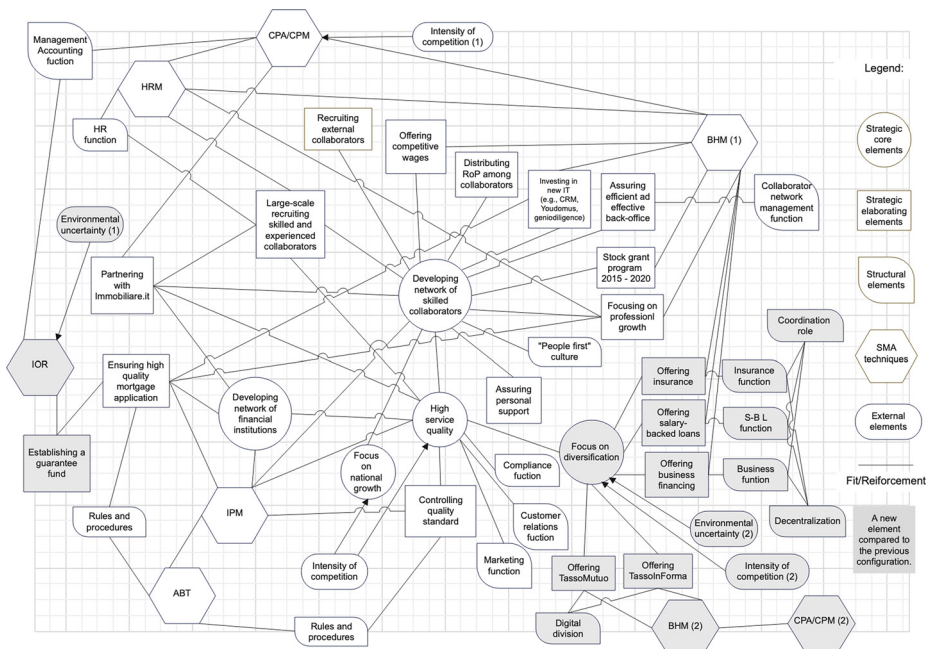 Management
Accounting
fuction
CPA/CPM
Intensity of
competition (1)
Legend:
HRM
HR
function
Recruiting
external
collaborators
Offering
competitive
wages
Distributing
RoP among
collaborators
BHM (1)
Strategic
core
elements
Investing
in new IT
(e.g., CRM,
Youdomus,
geniodiligence)
Assuring
efficient ad
effective
back-office
Collaborator
network
management
function
Large-scale
recruiting
skilled and
experienced
collaborators
Environmental
uncertainty (1)
Strategic
elaborating
elements
Partnering
with
Immobiliare.it
Developing
network of
skilled
collaborators
Stock grant
program
2015 - 2020
Structural
elements
Focusing on
professionl
growth
Coordination
role
IOR
Ensuring high
quality
mortgage
application
"People first"
culture
SMA
techniques
Offering
insurance
Insurance
function
Developing
network of
financial
institutions
High
service
quality
Assuring
personal
support
Offering
salary-
backed loans
S-B L
function
External
elements
Establishing a
guarantee
fund
Focus on
national
growth
Compliance
fuction
Focus on
diversification
Offering
business
financing
Business
funtion
Fit/Reiforcement
Rules and
procedures
IPM
Controlling
quality
standard
Customer
relations
fuction
Environmental
uncertainty (2)
Decentralization
A new
element
compared to
the previous
configuration.
Intensity of
competition
Marketing
function
Offering
TassoMutuo
Offering
TassoInForma
Intensity of
competition (2)
ABT
Rules and
procedures
Digital
division
BHM (2)
CPA/CPM (2)